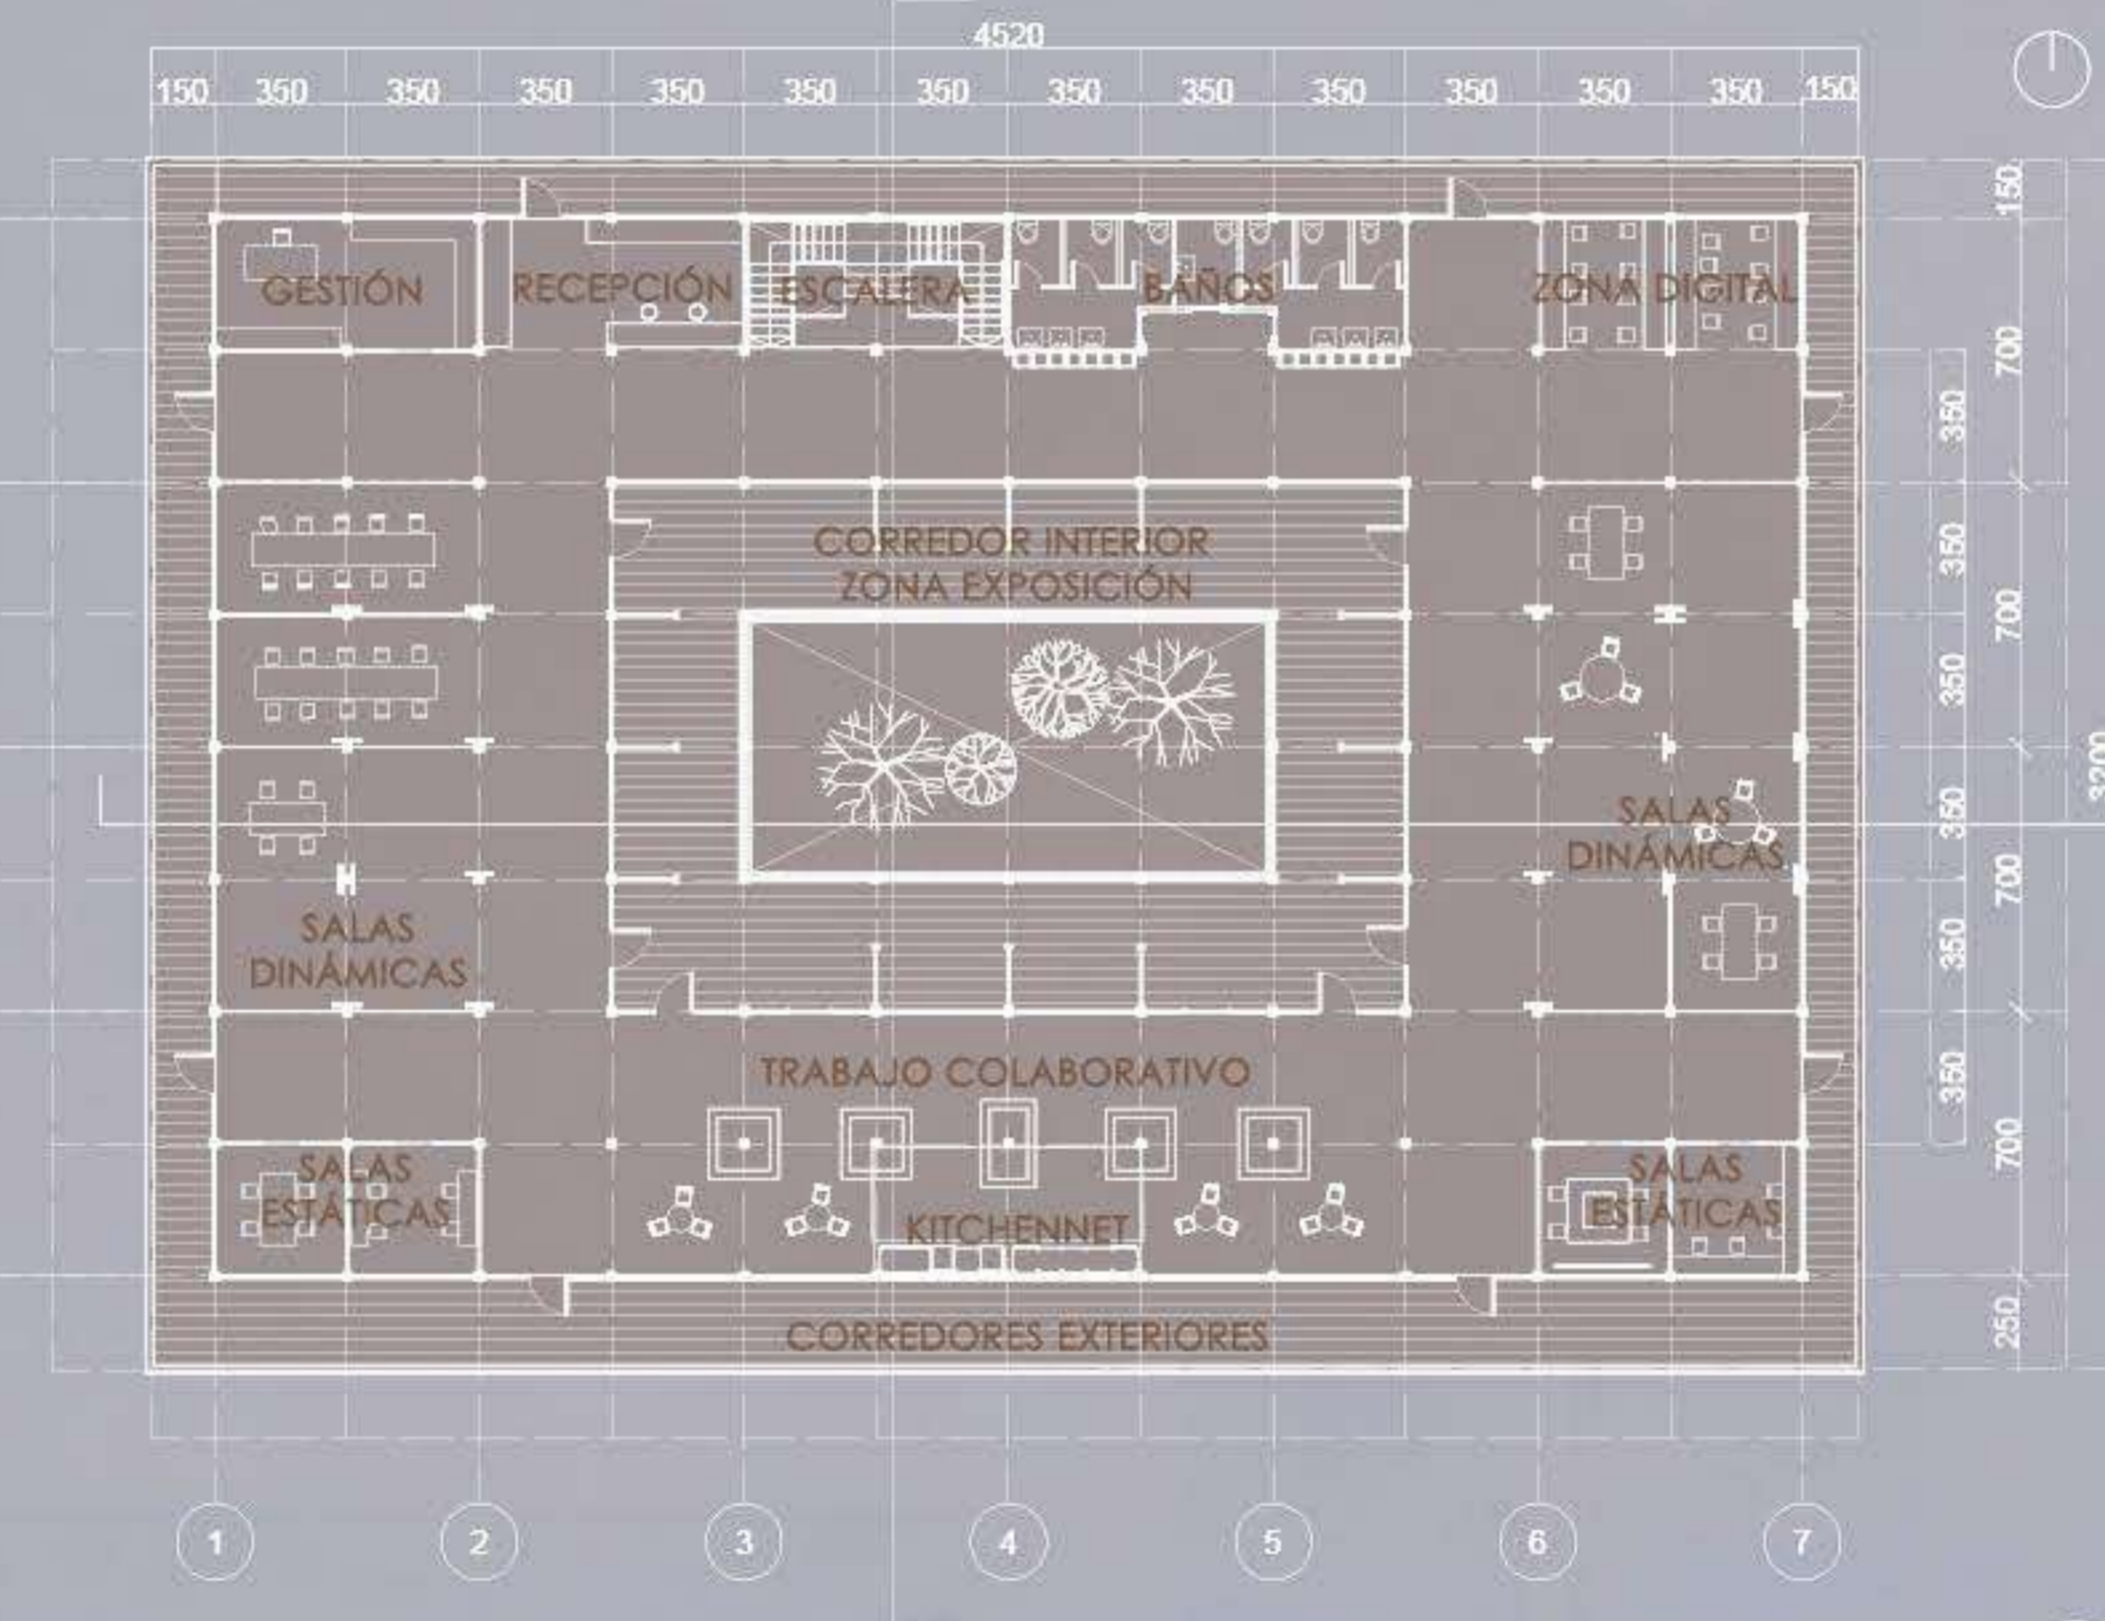 4520
150 350 350 350 350 350 350 350 350 350 350 350 350 150
150
GESTIÓN RECEPCIÓN ESCALERA BAÑOS ZONA DIGITAL
700
350
CORREDOR INTERIOR
ZONA EXPOSICIÓN
350
700
350
3200
SALAS
DINÁMICAS
350
700
SALAS
DINÁMICAS
350
TRABAJO COLABORATIVO
350
700
SALAS
ESTÁTICAS
KITCHENNET
SALAS
ESTÁTICAS
CORREDORES EXTERIORES
250
1 2 3 4 5 6 7